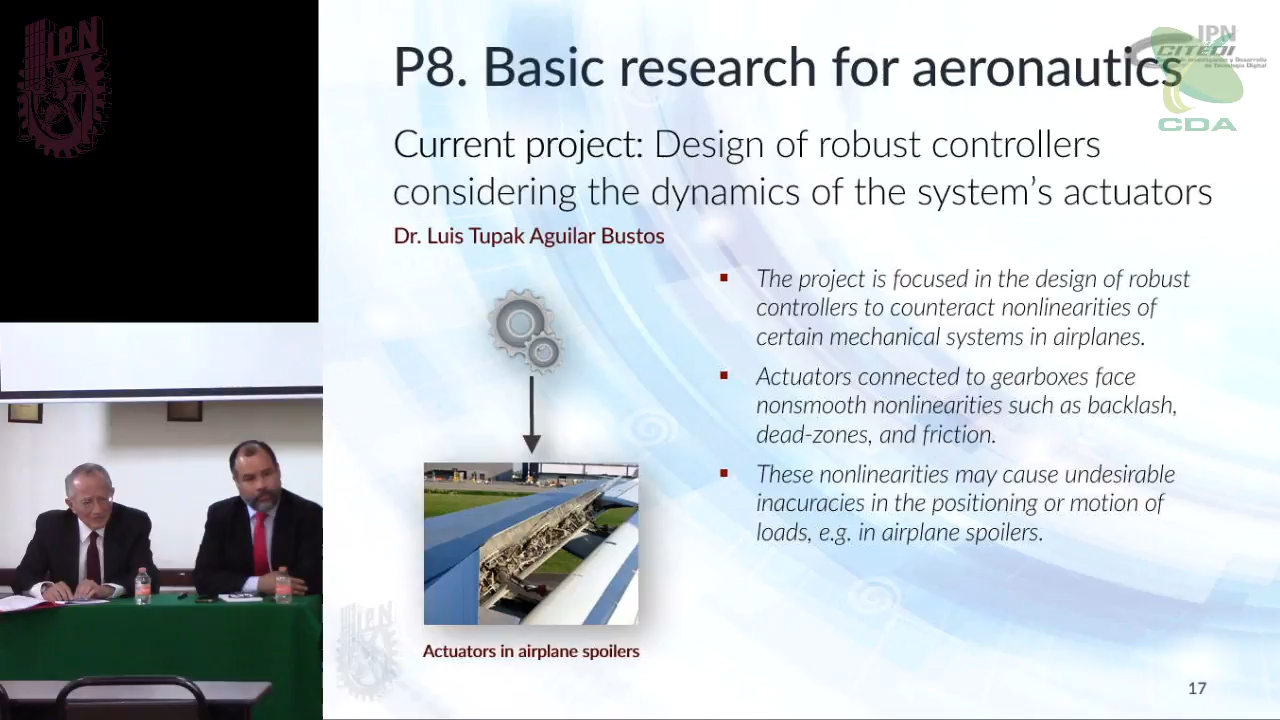 IPN
IPN
CITEDI
de Tecnología Digital
CDA
P8. Basic research for aeronautics
Current project: Design of robust controllers
considering the dynamics of the system's actuators
Dr. Luis Tupak Aguilar Bustos
The project is focused in the design of robust
controllers to counteract nonlinearities of
certain mechanical systems in airplanes.
Actuators connected to gearboxes face
nonsmooth nonlinearities such as backlash,
dead-zones, and friction.
These nonlinearities may cause undesirable
inacuracies in the positioning or motion of
loads, e.g. in airplane spoilers.
Actuators in airplane spoilers
IPN
17